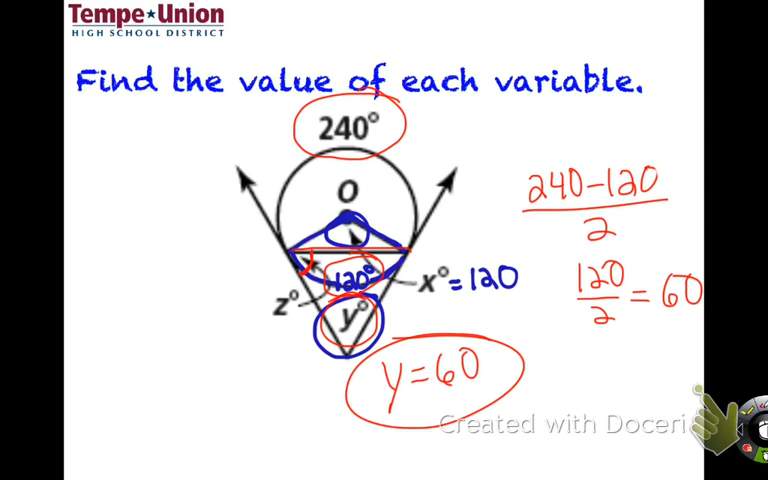 Tempe★Union
HIGH SCHOOL DISTRICT
Find the value of each variable.
240°
O
120°
x° = 120
z°
y°
240-120
2
120
2
= 60
y=60
Created with Doceri